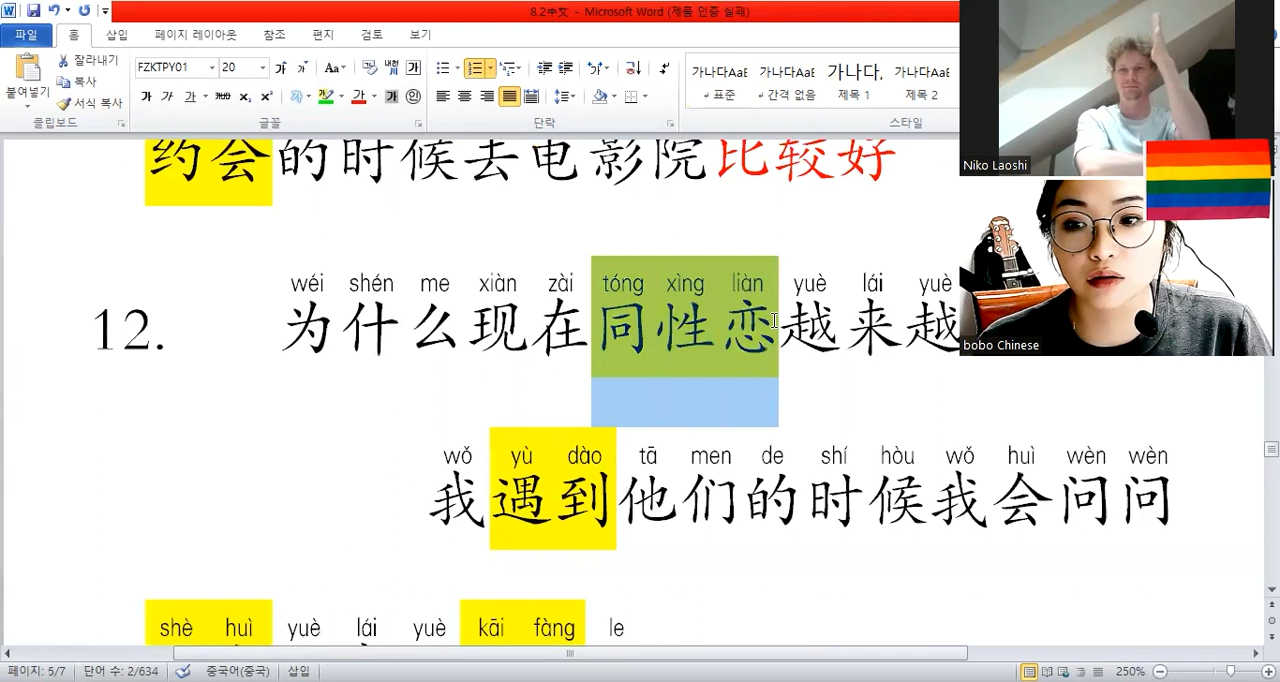 8.2中文 - Microsoft Word (제품 인증 실패)
파일 홈 삽입 페이지 레이아웃 참조 편지 검토 보기
붙여넣기 잘라내기 복사 서식 복사
FZKTPY01 20
가나다AaB 가나다AaB 가나다, 가나다AaB
표준 간격 없음 제목 1 제목 2
클립보드 글꼴 단락 스타일
Niko Laoshi
bobo Chinese
约会的时候去电影院比较好
wéi shén me xiàn zài tóng xìng liàn yuè lái yuè
12. 为什么现在同性恋越来越
wǒ yù dào tā men de shí hòu wǒ huì wèn wèn
我遇到他们的时候我会问问
shè huì yuè lái yuè kāi fàng le
페이지: 5/7 단어 수: 2/634 중국어(중국) 삽입 250%